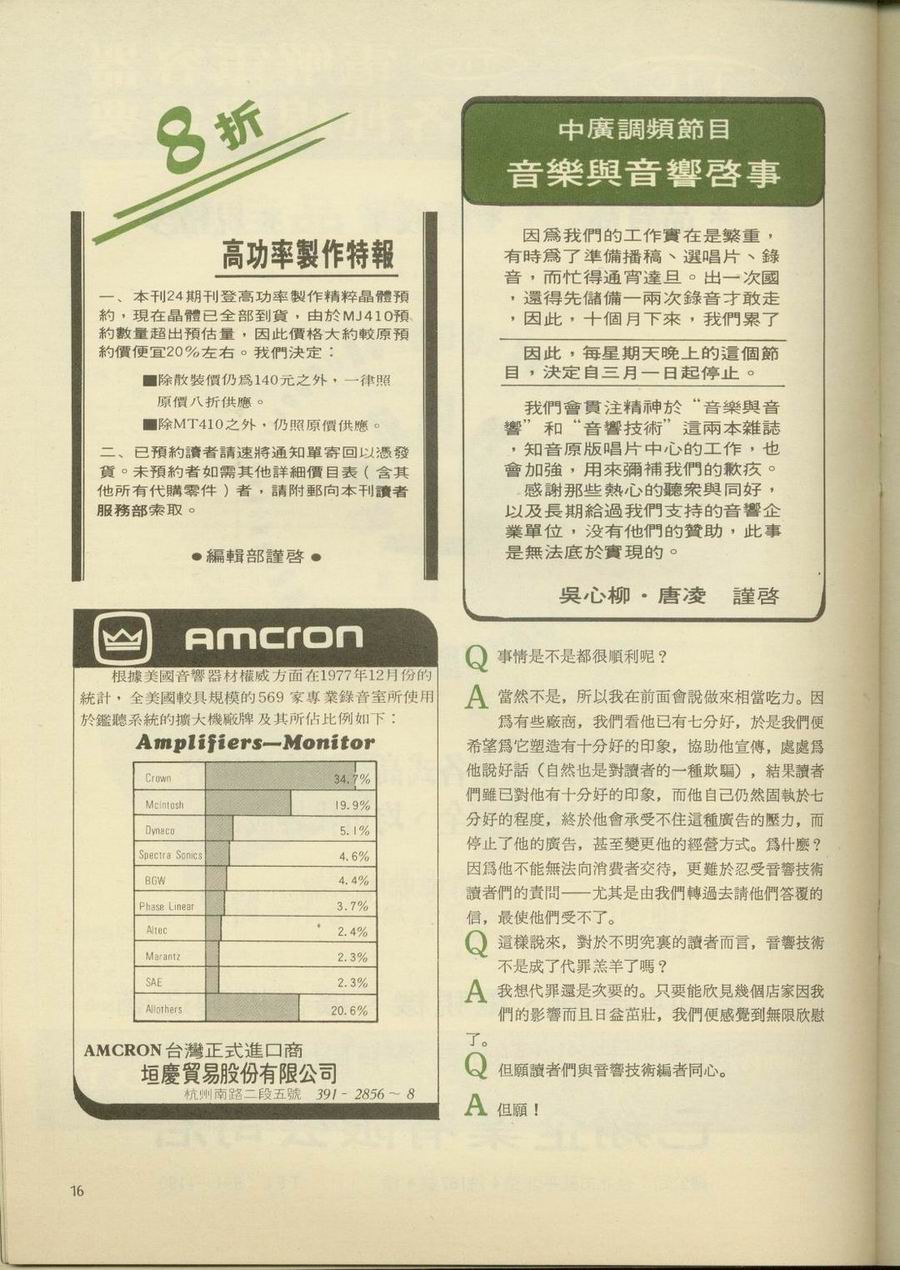 8折
高功率製作特報
一、本刊24期刊登高功率製作精粹晶體預
約，現在晶體已全部到貨，由於MJ410預
約數量超出預估量，因此價格大約較原預
約價便宜20%左右。我們決定：
■除散裝價仍爲140元之外，一律照
原價八折供應。
■除MT410之外，仍照原價供應。
二、已預約讀者請速將通知單寄回以憑發
貨。未預約者如需其他詳細價目表（含其
他所有代購零件）者，請附郵向本刊讀者
服務部索取。
●編輯部謹啓●
Amcron
根據美國音響器材權威方面在1977年12月份的
統計，全美國較具規模的569家專業錄音室所使用
於鑑聽系統的擴大機廠牌及其所佔比例如下：
Amplifiers—Monitor
Crown 34.7%
Mcintosh 19.9%
Dynaco 5.1%
Spectra Sonics 4.6%
BGW 4.4%
Phase Linear 3.7%
Altec 2.4%
Marantz 2.3%
SAE 2.3%
Allothers 20.6%
AMCRON台灣正式進口商
垣慶貿易股份有限公司
杭州南路二段五號 391-2856～8
中廣調頻節目
音樂與音響啓事
因爲我們的工作實在是繁重，
有時爲了準備播稿、選唱片、錄
音，而忙得通宵達旦。出一次國
，還得先儲備一兩次錄音才敢走
，因此，十個月下來，我們累了
因此，每星期天晚上的這個節
目，決定自三月一日起停止。
我們會貫注精神於“音樂與音
響”和“音響技術”這兩本雜誌
，知音原版唱片中心的工作，也
會加強，用來彌補我們的歉疚。
感謝那些熱心的聽衆與同好，
以及長期給過我們支持的音響企
業單位，没有他們的贊助，此事
是無法底於實現的。
吳心柳・唐凌 謹啓
Q 事情是不是都很順利呢？
A 當然不是，所以我在前面會說做來相當吃力。因
爲有些廠商，我們看他已有七分好，於是我們便
希望爲它塑造有十分好的印象，協助他宣傳，處處爲
他說好話（自然也是對讀者的一種欺騙），結果讀者
們雖已對他有十分好的印象，而他自己仍然固執於七
分好的程度，終於他會承受不住這種廣告的壓力，而
停止了他的廣告，甚至變更他的經營方式。爲什麼？
因爲他不能無法向消費者交待，更難於忍受音響技術
讀者們的責問——尤其是由我們轉過去請他們答覆的
信，最使他們受不了。
Q 這樣說來，對於不明究裏的讀者而言，音響技術
不是成了代罪羔羊了嗎？
A 我想代罪還是次要的。只要能欣見幾個店家因我
們的影響而且日益茁壯，我們便感覺到無限欣慰
了。
Q 但願讀者們與音響技術編者同心。
A 但願！
16